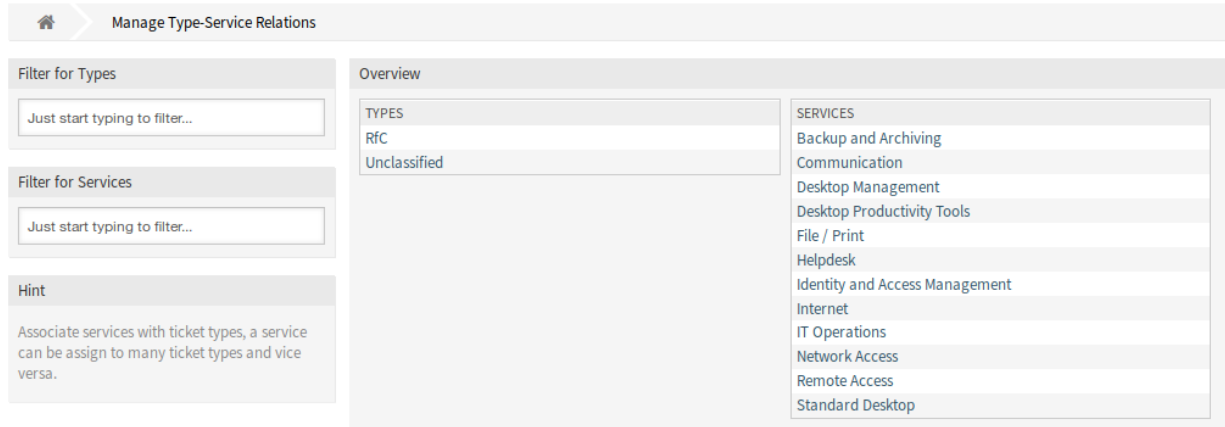 Manage Type-Service Relations
Filter for Types
Just start typing to filter...
Filter for Services
Just start typing to filter...
Hint
Associate services with ticket types, a service
can be assign to many ticket types and vice
versa.
Overview
TYPES
RfC
Unclassified
SERVICES
Backup and Archiving
Communication
Desktop Management
Desktop Productivity Tools
File / Print
Helpdesk
Identity and Access Management
Internet
IT Operations
Network Access
Remote Access
Standard Desktop